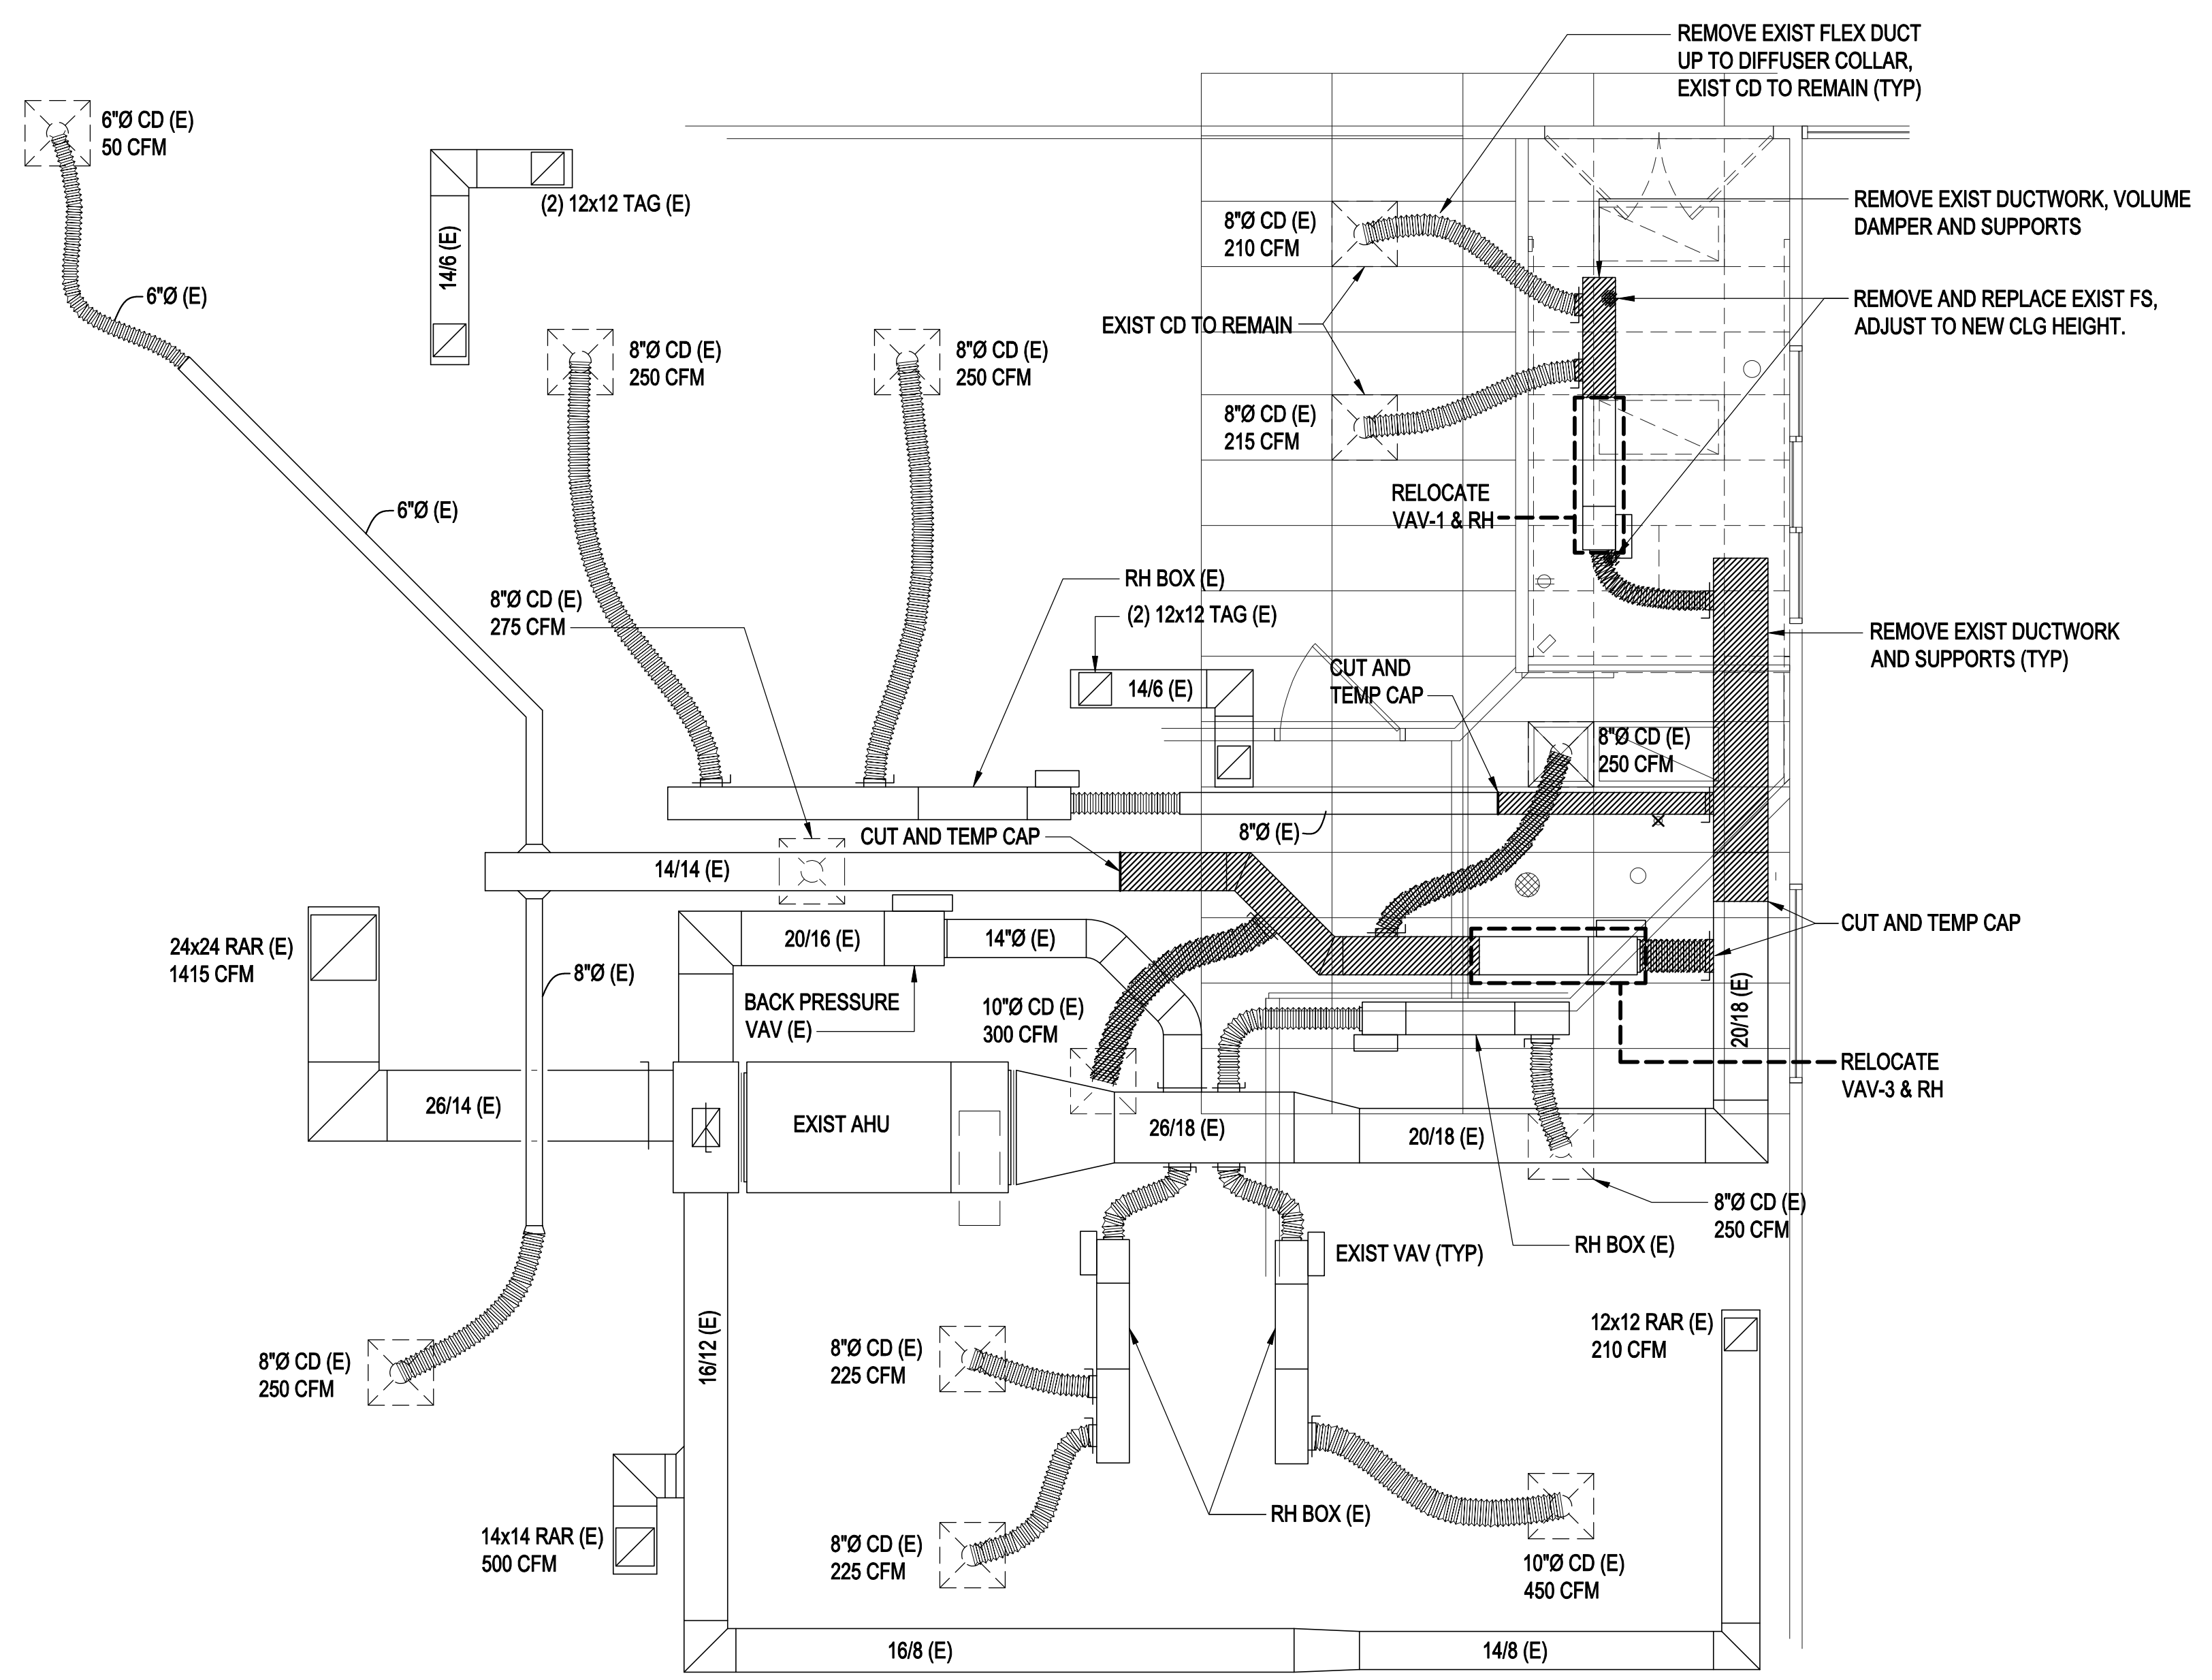 REMOVE EXIST FLEX DUCT
UP TO DIFFUSER COLLAR,
EXIST CD TO REMAIN (TYP)
6"Ø CD (E)
50 CFM
(2) 12x12 TAG (E)
14/6 (E)
8"Ø CD (E)
210 CFM
REMOVE EXIST DUCTWORK, VOLUME
DAMPER AND SUPPORTS
6"Ø (E)
EXIST CD TO REMAIN
REMOVE AND REPLACE EXIST FS,
ADJUST TO NEW CLG HEIGHT.
8"Ø CD (E)
250 CFM
8"Ø CD (E)
250 CFM
8"Ø CD (E)
215 CFM
6"Ø (E)
RELOCATE
VAV-1 & RH
RH BOX (E)
8"Ø CD (E)
275 CFM
(2) 12x12 TAG (E)
REMOVE EXIST DUCTWORK
AND SUPPORTS (TYP)
14/6 (E)
CUT AND
TEMP CAP
8"Ø CD (E)
250 CFM
CUT AND TEMP CAP
8"Ø (E)
14/14 (E)
24x24 RAR (E)
1415 CFM
8"Ø (E)
20/16 (E)
14"Ø (E)
CUT AND TEMP CAP
BACK PRESSURE
VAV (E)
10"Ø CD (E)
300 CFM
20/18 (E)
RELOCATE
VAV-3 & RH
26/14 (E)
EXIST AHU
26/18 (E)
20/18 (E)
8"Ø CD (E)
250 CFM
EXIST VAV (TYP)
RH BOX (E)
8"Ø CD (E)
250 CFM
16/12 (E)
8"Ø CD (E)
225 CFM
12x12 RAR (E)
210 CFM
14x14 RAR (E)
500 CFM
8"Ø CD (E)
225 CFM
RH BOX (E)
10"Ø CD (E)
450 CFM
16/8 (E)
14/8 (E)